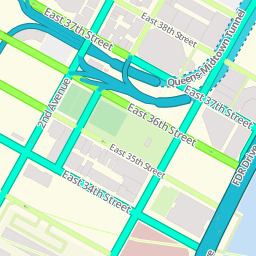 East 37th Street
East 38th Street
Queens-Midtown Tunnel
2nd Avenue
East 36th Street
East 37th Street
East 35th Street
East 34th Street
FDR Drive